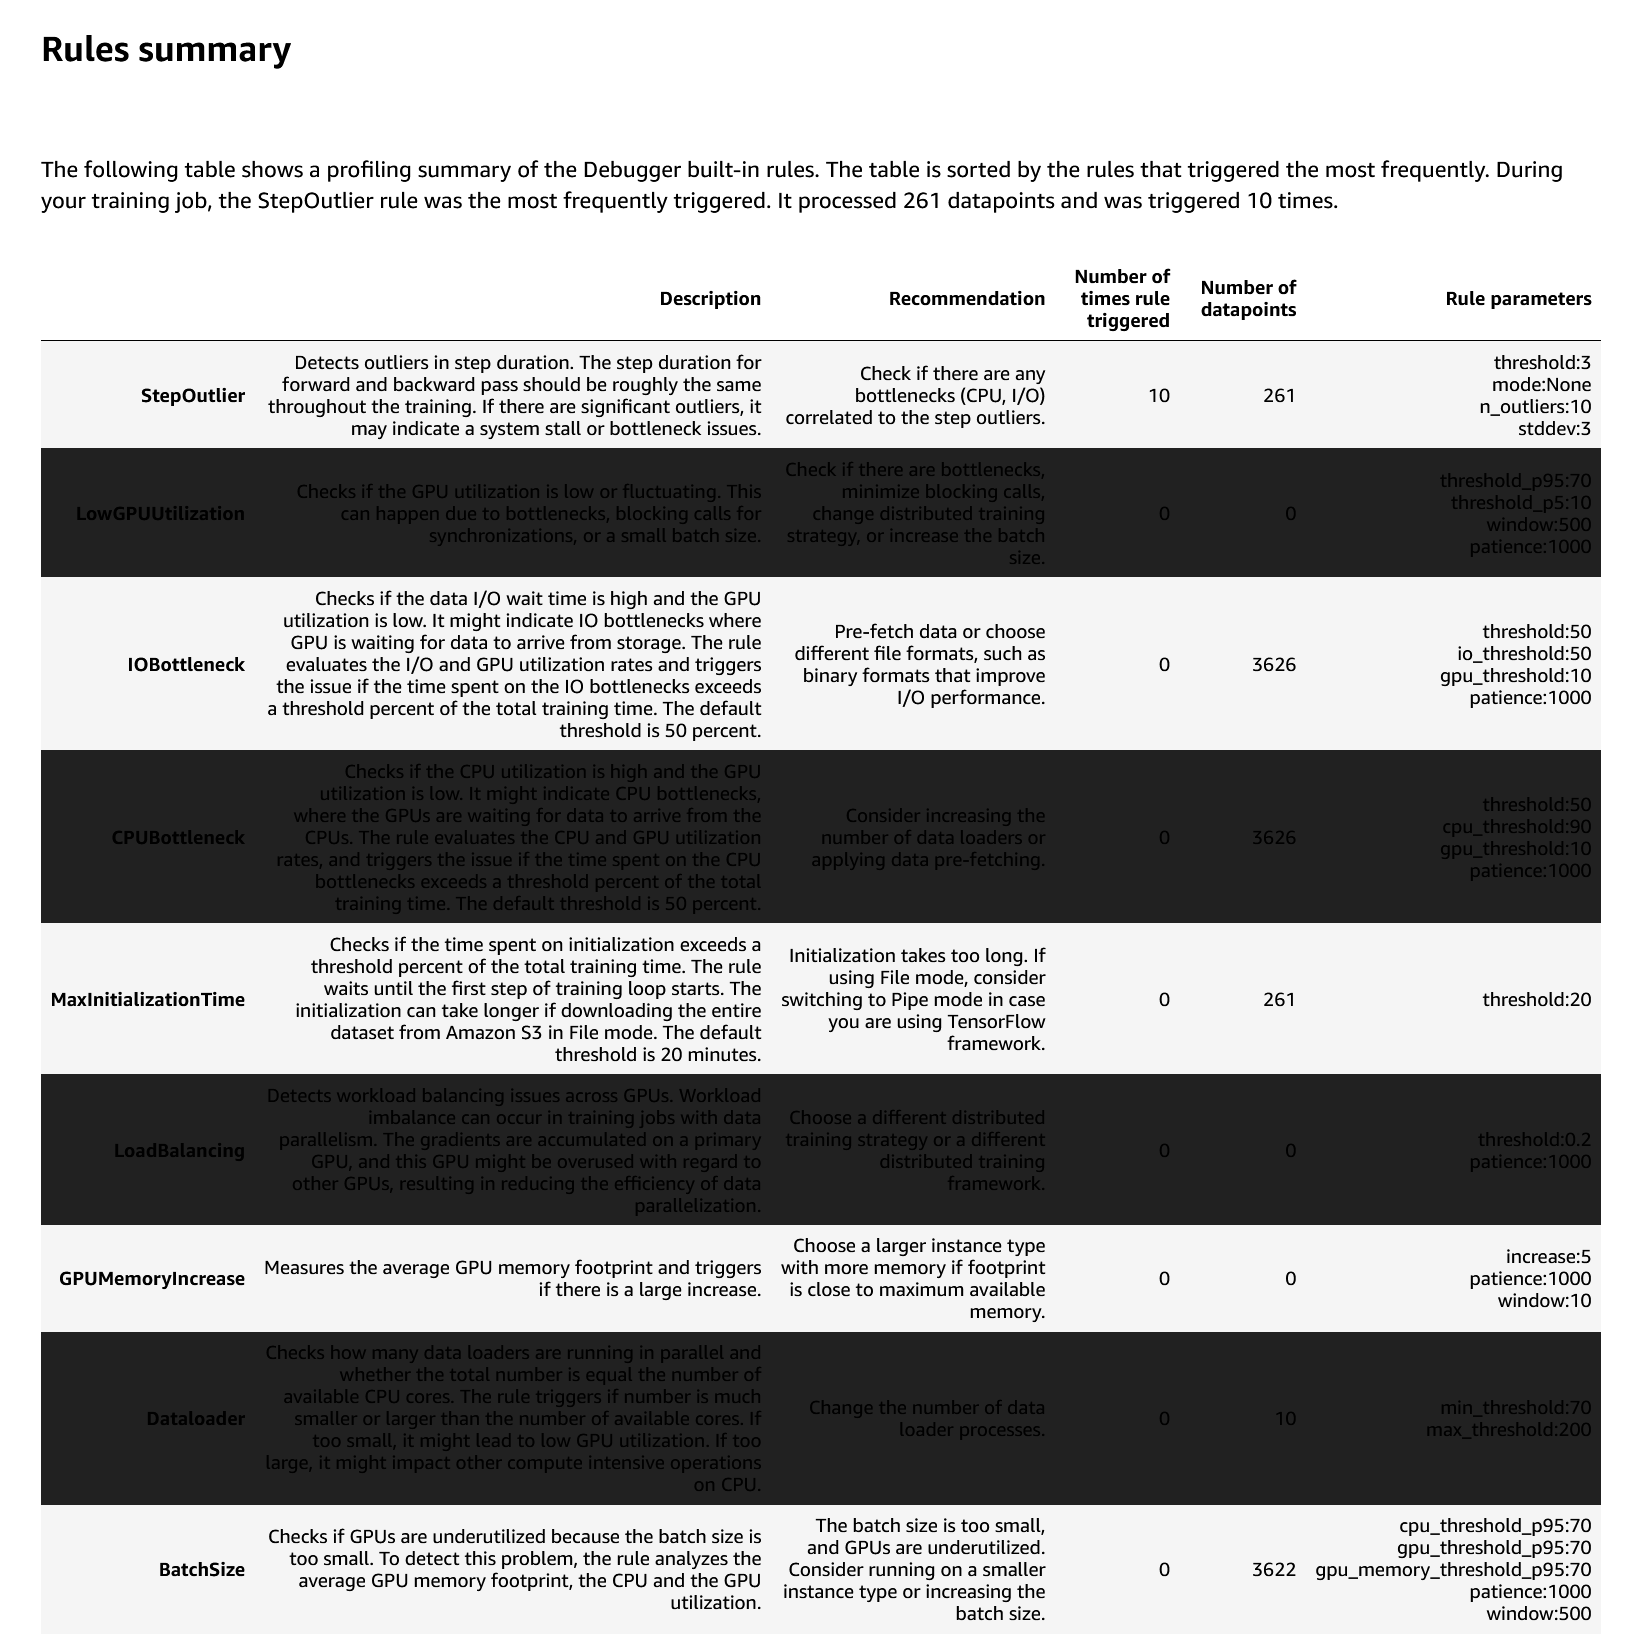 Rules summary
The following table shows a profiling summary of the Debugger built-in rules. The table is sorted by the rules that triggered the most frequently. During
your training job, the StepOutlier rule was the most frequently triggered. It processed 261 datapoints and was triggered 10 times.
Description
Recommendation
Number of
times rule
triggered
Number of
datapoints
Rule parameters
StepOutlier
Detects outliers in step duration. The step duration for
forward and backward pass should be roughly the same
throughout the training. If there are significant outliers, it
may indicate a system stall or bottleneck issues.
Check if there are any
bottlenecks (CPU, I/O)
correlated to the step outliers.
10
261
threshold:3
mode:None
n_outliers:10
stddev:3
LowGPUUtilization
Checks if the GPU utilization is low or fluctuating. This
can happen due to bottlenecks, blocking calls for
synchronizations, or a small batch size.
Check if there are bottlenecks,
minimize blocking calls,
change distributed training
strategy, or increase the batch
size.
0
0
threshold_p95:70
threshold_p5:10
window:500
patience:1000
IOBottleneck
Checks if the data I/O wait time is high and the GPU
utilization is low. It might indicate IO bottlenecks where
GPU is waiting for data to arrive from storage. The rule
evaluates the I/O and GPU utilization rates and triggers
the issue if the time spent on the IO bottlenecks exceeds
a threshold percent of the total training time. The default
threshold is 50 percent.
Pre-fetch data or choose
different file formats, such as
binary formats that improve
I/O performance.
0
3626
threshold:50
io_threshold:50
gpu_threshold:10
patience:1000
CPUBottleneck
Checks if the CPU utilization is high and the GPU
utilization is low. It might indicate CPU bottlenecks,
where the GPUs are waiting for data to arrive from the
CPUs. The rule evaluates the CPU and GPU utilization
rates, and triggers the issue if the time spent on the CPU
bottlenecks exceeds a threshold percent of the total
training time. The default threshold is 50 percent.
Consider increasing the
number of data loaders or
applying data pre-fetching.
0
3626
threshold:50
cpu_threshold:90
gpu_threshold:10
patience:1000
MaxInitializationTime
Checks if the time spent on initialization exceeds a
threshold percent of the total training time. The rule
waits until the first step of training loop starts. The
initialization can take longer if downloading the entire
dataset from Amazon S3 in File mode. The default
threshold is 20 minutes.
Initialization takes too long. If
using File mode, consider
switching to Pipe mode in case
you are using TensorFlow
framework.
0
261
threshold:20
LoadBalancing
Detects workload balancing issues across GPUs. Workload
imbalance can occur in training jobs with data
parallelism. The gradients are accumulated on a primary
GPU, and this GPU might be overused with regard to
other GPUs, resulting in reducing the efficiency of data
parallelization.
Choose a different distributed
training strategy or a different
distributed training
framework.
0
0
threshold:0.2
patience:1000
GPUMemoryIncrease
Measures the average GPU memory footprint and triggers
if there is a large increase.
Choose a larger instance type
with more memory if footprint
is close to maximum available
memory.
0
0
increase:5
patience:1000
window:10
Dataloader
Checks how many data loaders are running in parallel and
whether the total number is equal the number of
available CPU cores. The rule triggers if number is much
smaller or larger than the number of available cores. If
too small, it might lead to low GPU utilization. If too
large, it might impact other compute intensive operations
on CPU.
Change the number of data
loader processes.
0
10
min_threshold:70
max_threshold:200
BatchSize
Checks if GPUs are underutilized because the batch size is
too small. To detect this problem, the rule analyzes the
average GPU memory footprint, the CPU and the GPU
utilization.
The batch size is too small,
and GPUs are underutilized.
Consider running on a smaller
instance type or increasing the
batch size.
0
3622
cpu_threshold_p95:70
gpu_threshold_p95:70
gpu_memory_threshold_p95:70
patience:1000
window:500